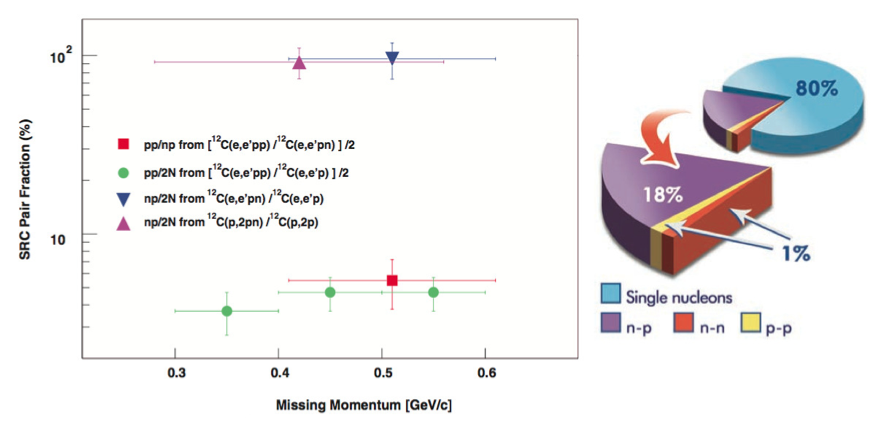 SRC Pair Fraction (%)
10²
10
pp/np from [¹²C(e,e'pp) /¹²C(e,e'pn) ] /2
pp/2N from [¹²C(e,e'pp) /¹²C(e,e'p) ] /2
np/2N from ¹²C(e,e'pn) /¹²C(e,e'p)
np/2N from ¹²C(p,2pn) /¹²C(p,2p)
0.3 0.4 0.5 0.6
Missing Momentum [GeV/c]
80%
18%
1%
Single nucleons
n-p n-n p-p